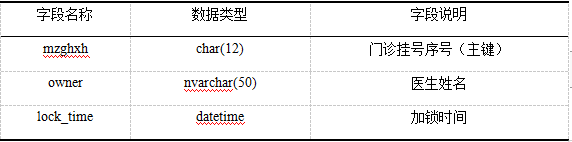 字段名称 数据类型 字段说明
mzghxh char(12) 门诊挂号序号（主键）
owner nvarchar(50) 医生姓名
lock_time datetime 加锁时间